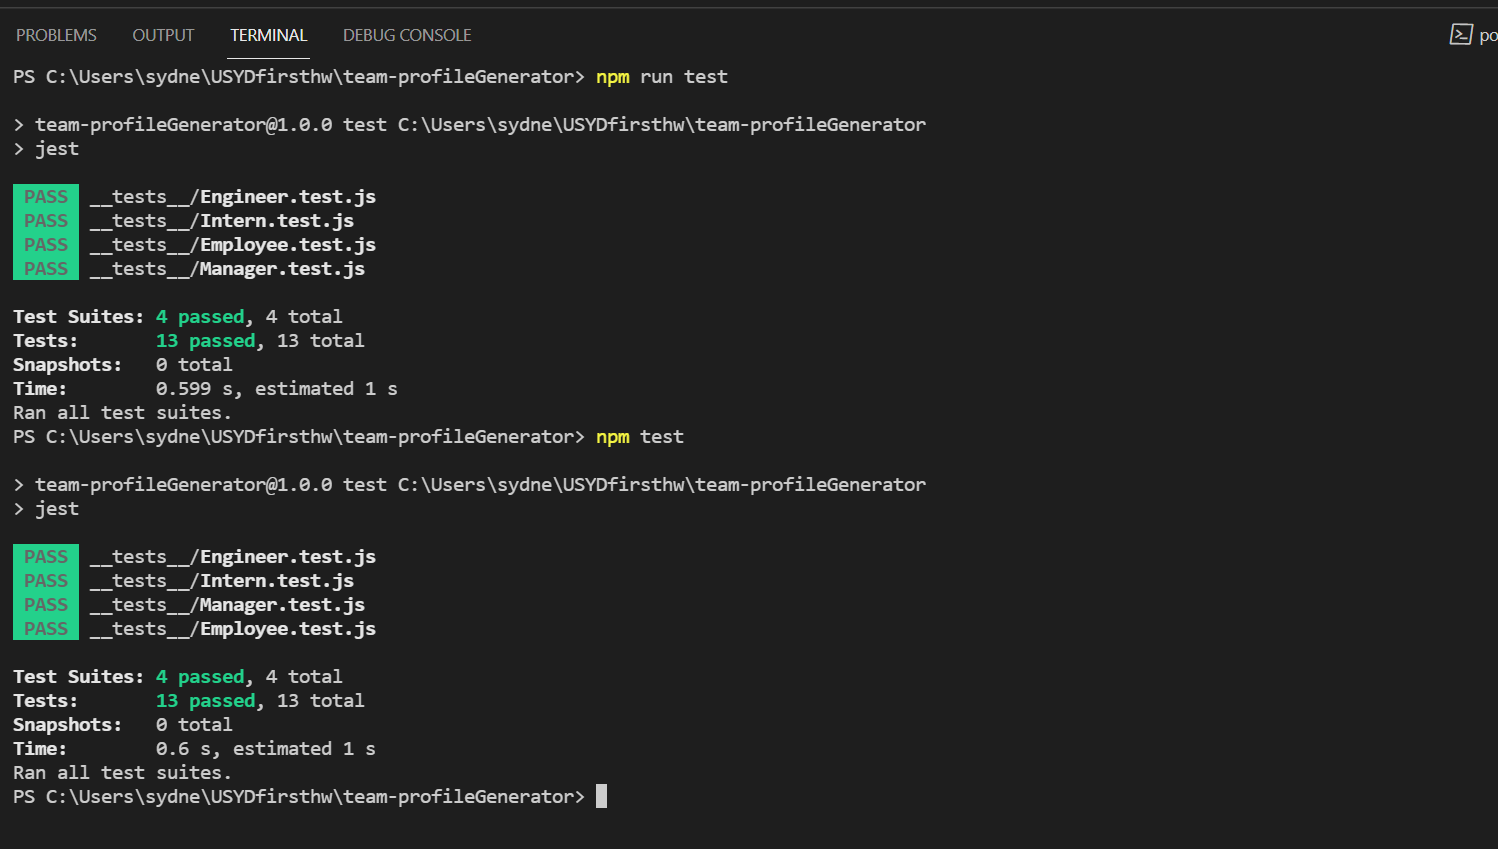 PROBLEMS OUTPUT TERMINAL DEBUG CONSOLE po
PS C:\Users\sydne\USYDfirsthw\team-profileGenerator> npm run test
> team-profileGenerator@1.0.0 test C:\Users\sydne\USYDfirsthw\team-profileGenerator
> jest
PASS __tests__/Engineer.test.js
PASS __tests__/Intern.test.js
PASS __tests__/Employee.test.js
PASS __tests__/Manager.test.js
Test Suites: 4 passed, 4 total
Tests: 13 passed, 13 total
Snapshots: 0 total
Time: 0.599 s, estimated 1 s
Ran all test suites.
PS C:\Users\sydne\USYDfirsthw\team-profileGenerator> npm test
> team-profileGenerator@1.0.0 test C:\Users\sydne\USYDfirsthw\team-profileGenerator
> jest
PASS __tests__/Engineer.test.js
PASS __tests__/Intern.test.js
PASS __tests__/Manager.test.js
PASS __tests__/Employee.test.js
Test Suites: 4 passed, 4 total
Tests: 13 passed, 13 total
Snapshots: 0 total
Time: 0.6 s, estimated 1 s
Ran all test suites.
PS C:\Users\sydne\USYDfirsthw\team-profileGenerator>